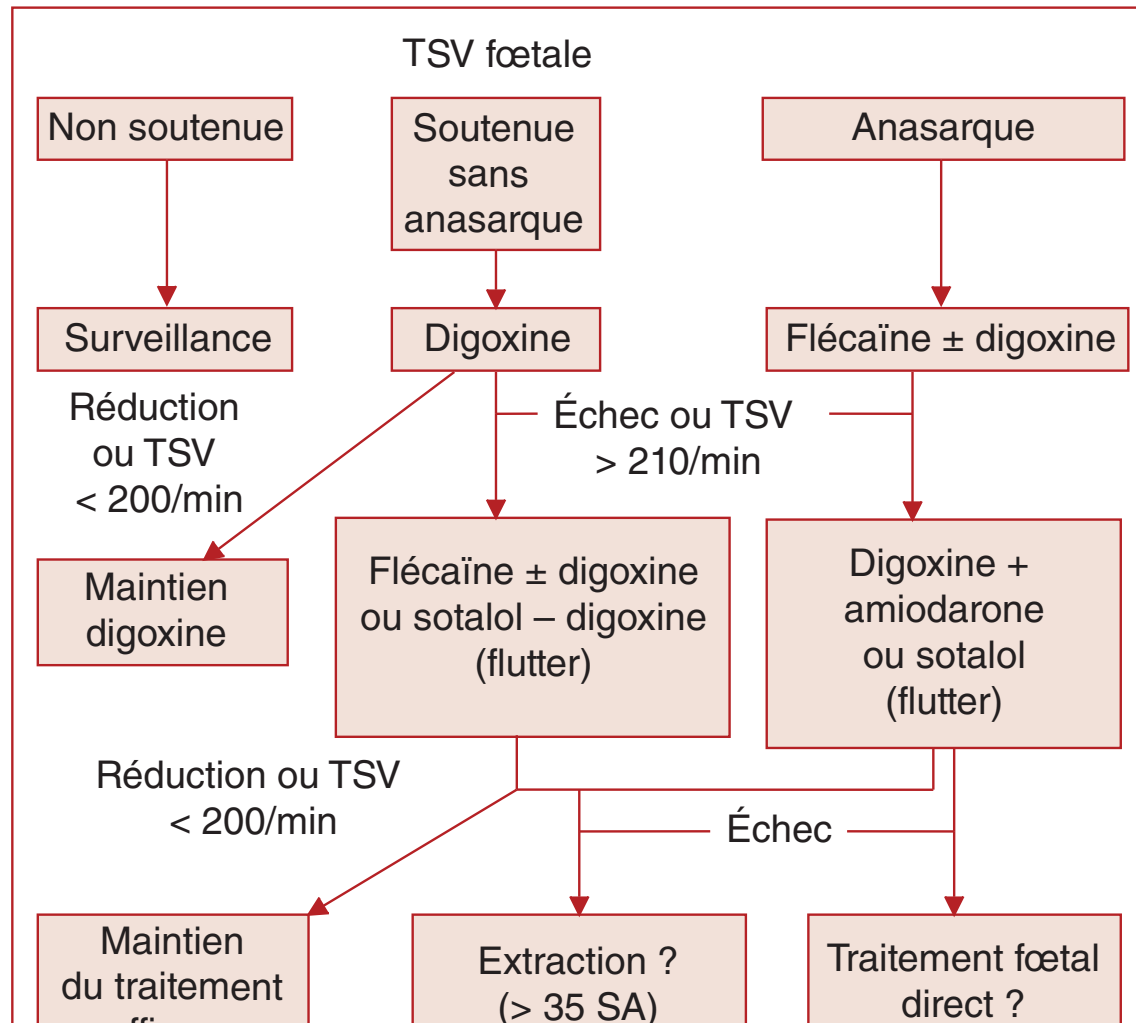 TSV fœtale
Non soutenue
Soutenue
sans
anasarque
Anasarque
Surveillance
Digoxine
Flécaïne ± digoxine
Réduction
ou TSV
< 200/min
Échec ou TSV
> 210/min
Maintien
digoxine
Flécaïne ± digoxine
ou sotalol – digoxine
(flutter)
Digoxine +
amiodarone
ou sotalol
(flutter)
Réduction ou TSV
< 200/min
Échec
Maintien
du traitement
Extraction ?
(> 35 SA)
Traitement fœtal
direct ?